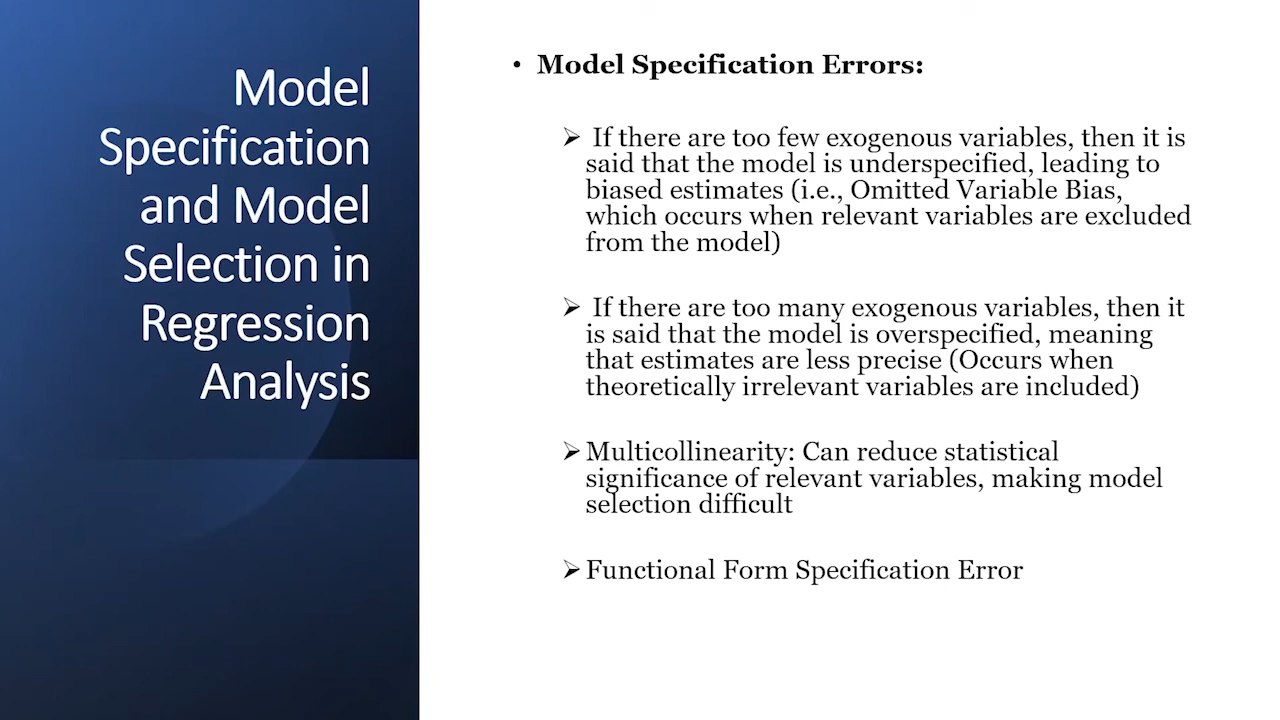 Model
Specification
and Model
Selection in
Regression
Analysis
• Model Specification Errors:
➢ If there are too few exogenous variables, then it is
said that the model is underspecified, leading to
biased estimates (i.e., Omitted Variable Bias,
which occurs when relevant variables are excluded
from the model)
➢ If there are too many exogenous variables, then it
is said that the model is overspecified, meaning
that estimates are less precise (Occurs when
theoretically irrelevant variables are included)
➢ Multicollinearity: Can reduce statistical
significance of relevant variables, making model
selection difficult
➢ Functional Form Specification Error